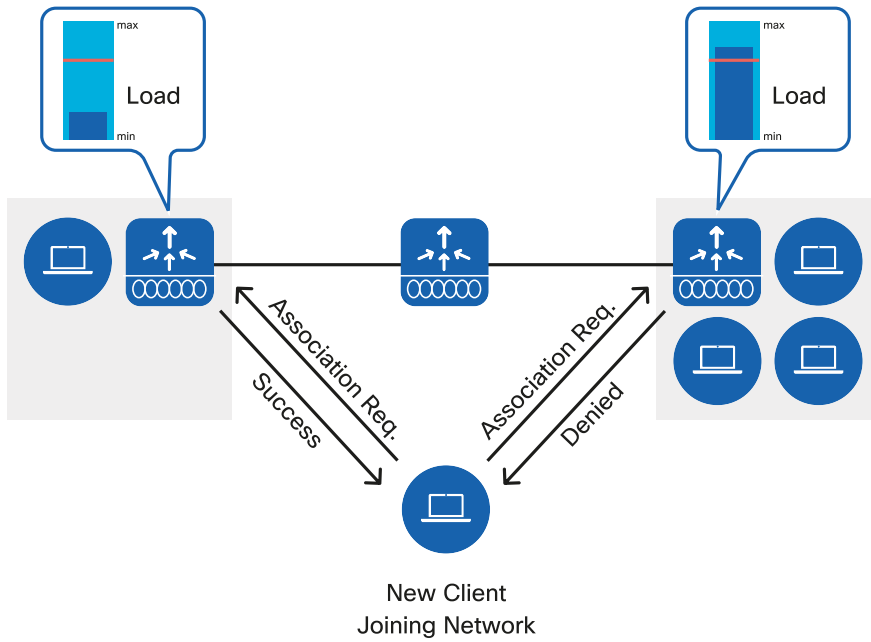 max
Load
min
max
Load
min
Association Req.
Success
Association Req.
Denied
New Client
Joining Network